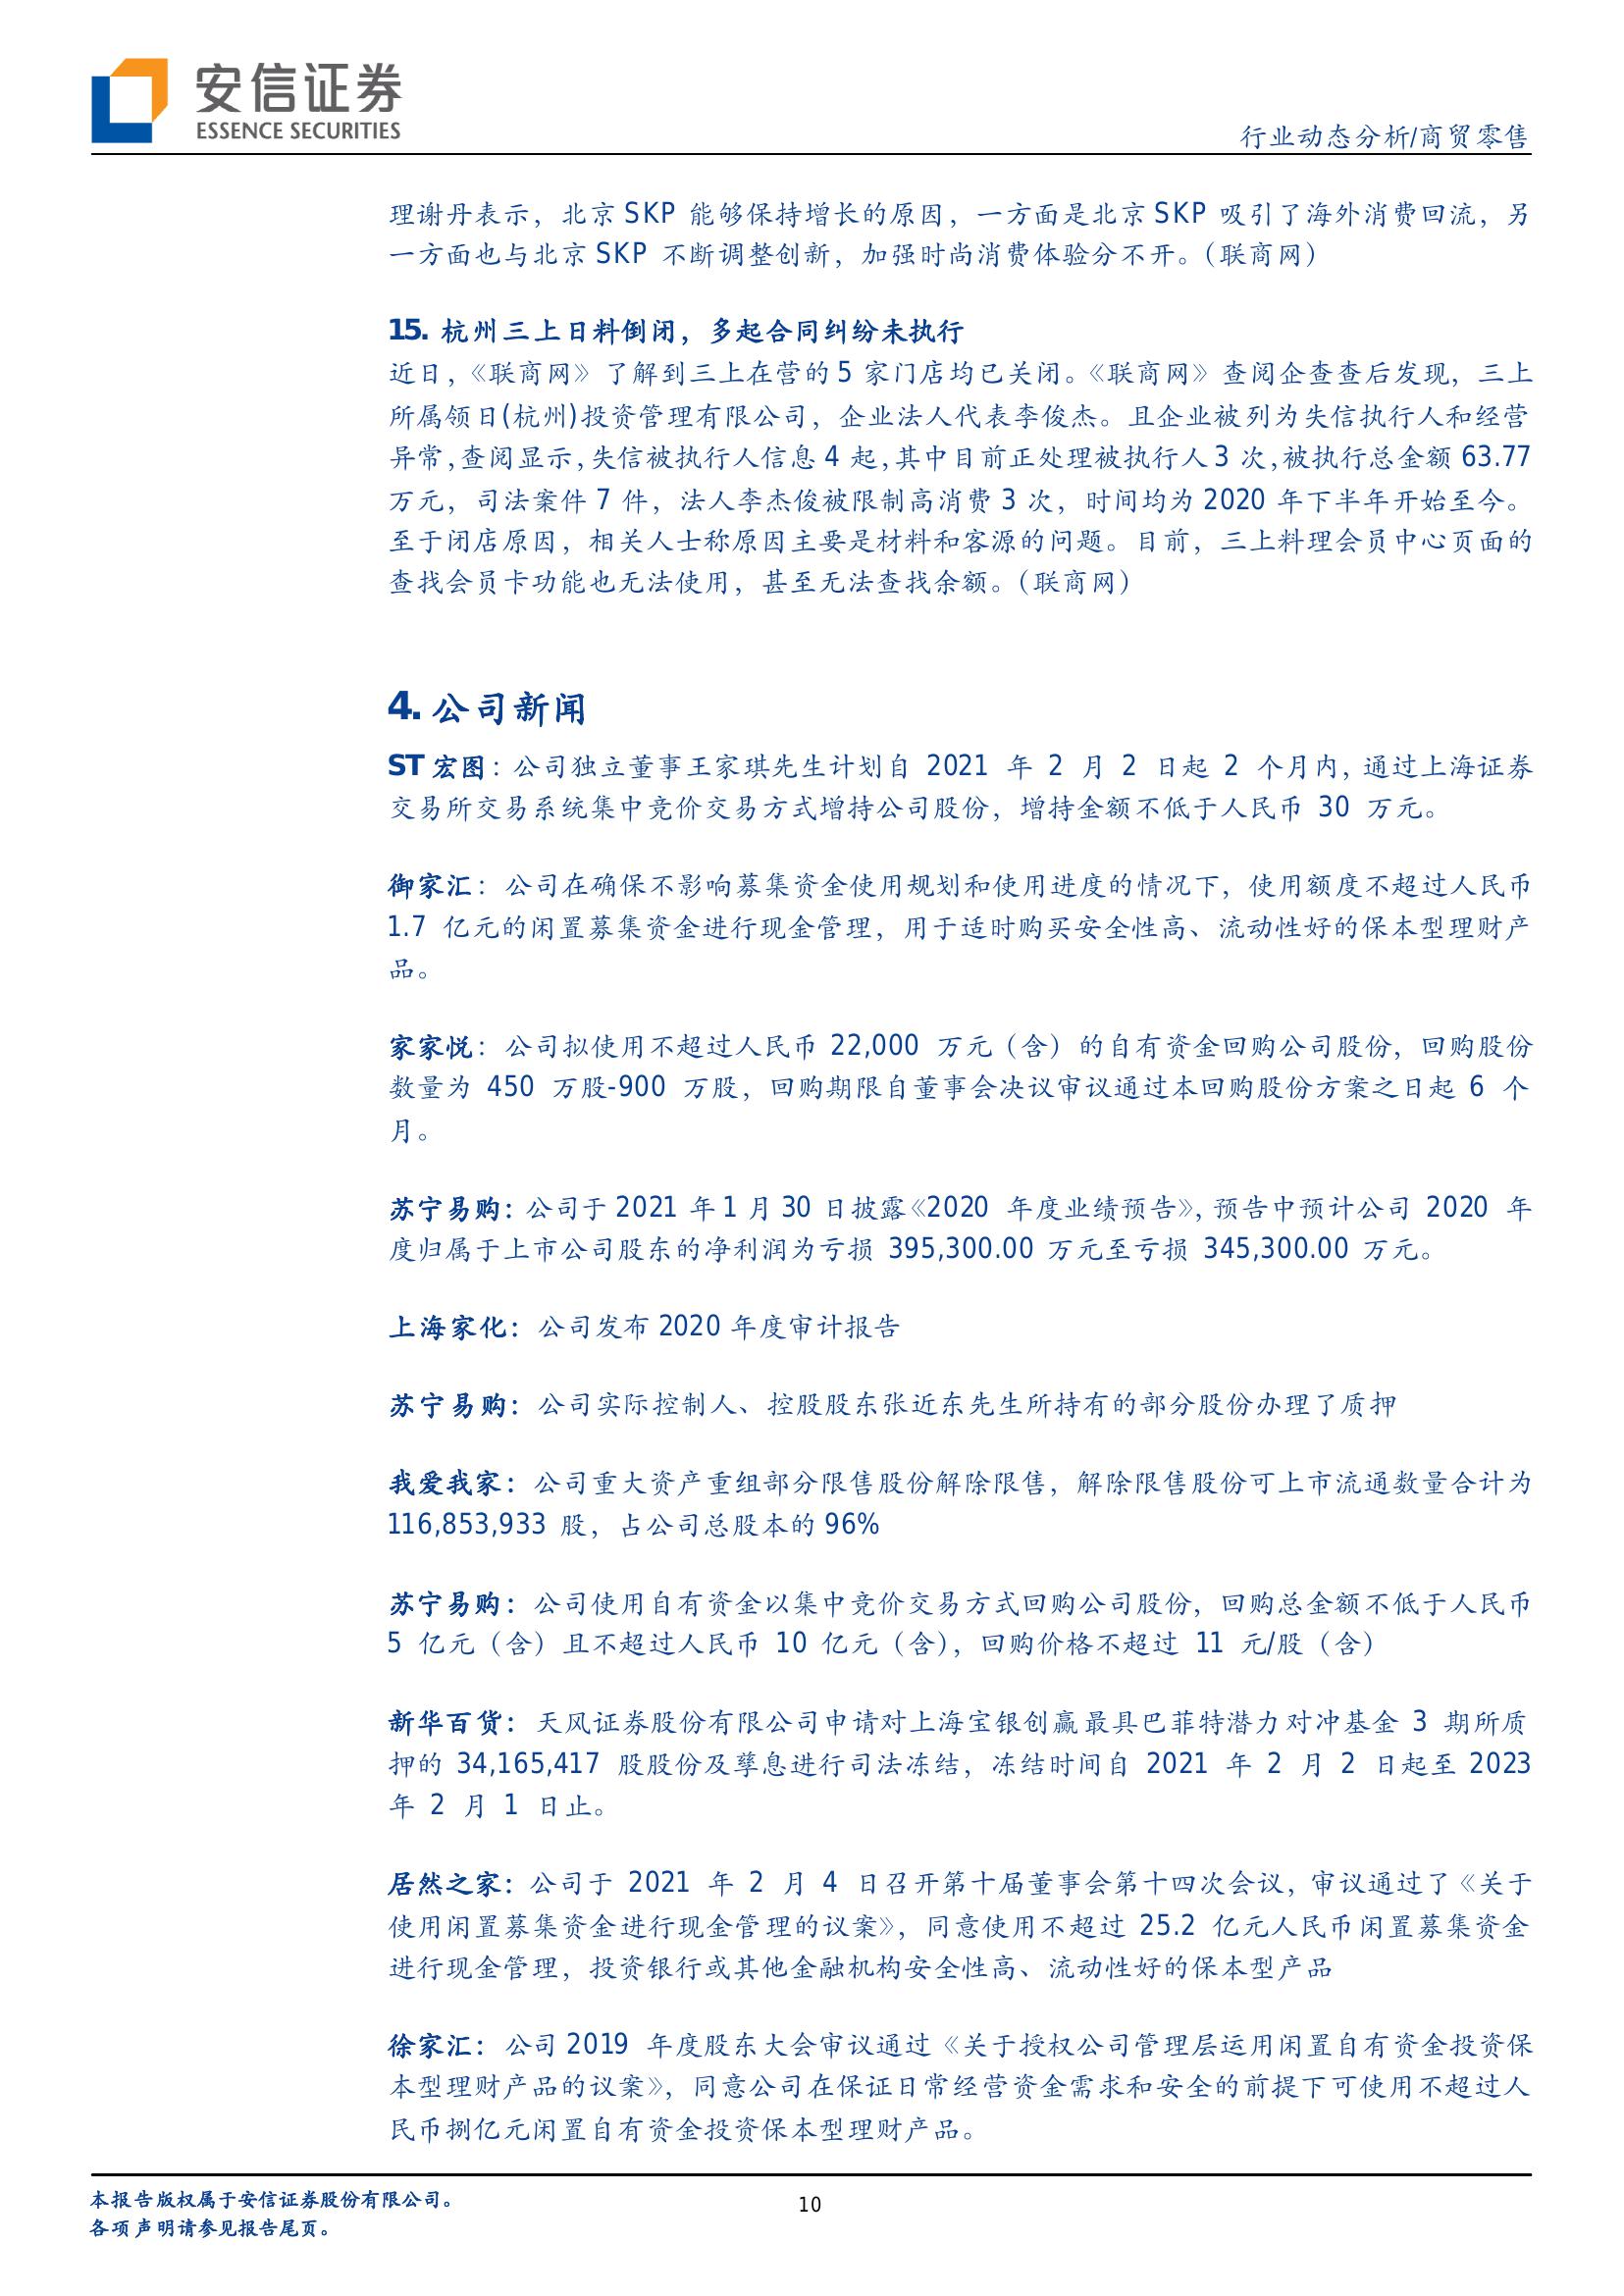 安信证券
ESSENCE SECURITIES
行业动态分析/商贸零售
理谢丹表示，北京 SKP 能够保持增长的原因，一方面是北京 SKP 吸引了海外消费回流，另
一方面也与北京 SKP 不断调整创新，加强时尚消费体验分不开。（联商网）
15. 杭州三上日料倒闭，多起合同纠纷未执行
近日，《联商网》了解到三上在营的 5 家门店均已关闭。《联商网》查阅企查查后发现，三上
所属领日(杭州)投资管理有限公司，企业法人代表李俊杰。且企业被列为失信执行人和经营
异常,查阅显示,失信被执行人信息 4 起,其中目前正处理被执行人 3 次,被执行总金额 63.77
万元，司法案件 7 件，法人李杰俊被限制高消费 3 次，时间均为 2020 年下半年开始至今。
至于闭店原因，相关人士称原因主要是材料和客源的问题。目前，三上料理会员中心页面的
查找会员卡功能也无法使用，甚至无法查找余额。（联商网）
4. 公司新闻
ST 宏图：公司独立董事王家琪先生计划自 2021 年 2 月 2 日起 2 个月内，通过上海证券
交易所交易系统集中竞价交易方式增持公司股份，增持金额不低于人民币 30 万元。
御家汇：公司在确保不影响募集资金使用规划和使用进度的情况下，使用额度不超过人民币
1.7 亿元的闲置募集资金进行现金管理，用于适时购买安全性高、流动性好的保本型理财产
品。
家家悦：公司拟使用不超过人民币 22,000 万元（含）的自有资金回购公司股份，回购股份
数量为 450 万股-900 万股，回购期限自董事会决议审议通过本回购股份方案之日起 6 个
月。
苏宁易购：公司于 2021 年 1 月 30 日披露《2020 年度业绩预告》，预告中预计公司 2020 年
度归属于上市公司股东的净利润为亏损 395,300.00 万元至亏损 345,300.00 万元。
上海家化：公司发布 2020 年度审计报告
苏宁易购：公司实际控制人、控股股东张近东先生所持有的部分股份办理了质押
我爱我家：公司重大资产重组部分限售股份解除限售，解除限售股份可上市流通数量合计为
116,853,933 股，占公司总股本的 96%
苏宁易购：公司使用自有资金以集中竞价交易方式回购公司股份，回购总金额不低于人民币
5 亿元（含）且不超过人民币 10 亿元（含），回购价格不超过 11 元/股（含）
新华百货：天风证券股份有限公司申请对上海宝银创赢最具巴菲特潜力对冲基金 3 期所质
押的 34,165,417 股股份及孳息进行司法冻结，冻结时间自 2021 年 2 月 2 日起至 2023
年 2 月 1 日止。
居然之家：公司于 2021 年 2 月 4 日召开第十届董事会第十四次会议，审议通过了《关于
使用闲置募集资金进行现金管理的议案》，同意使用不超过 25.2 亿元人民币闲置募集资金
进行现金管理，投资银行或其他金融机构安全性高、流动性好的保本型产品
徐家汇：公司 2019 年度股东大会审议通过《关于授权公司管理层运用闲置自有资金投资保
本型理财产品的议案》，同意公司在保证日常经营资金需求和安全的前提下可使用不超过人
民币捌亿元闲置自有资金投资保本型理财产品。
本报告版权属于安信证券股份有限公司。
各项声明请参见报告尾页。
10